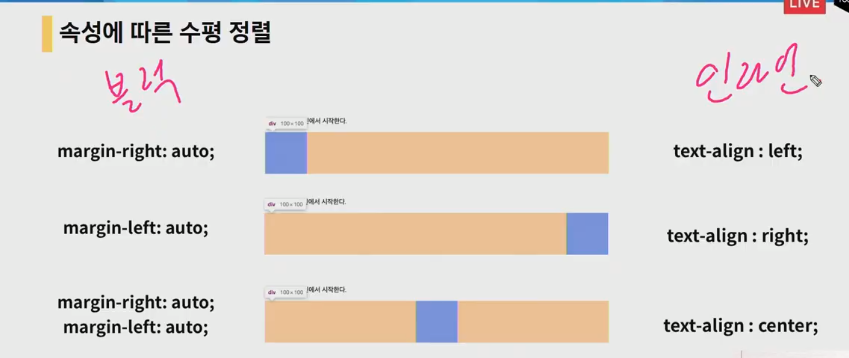 LIVE
속성에 따른 수평 정렬
블럭
인라인
div 100×100 에서 시작한다.
margin-right: auto;
text-align : left;
div 100×100 에서 시작한다.
margin-left: auto;
text-align : right;
div 100×100 에서 시작한다.
margin-right: auto;
margin-left: auto;
text-align : center;